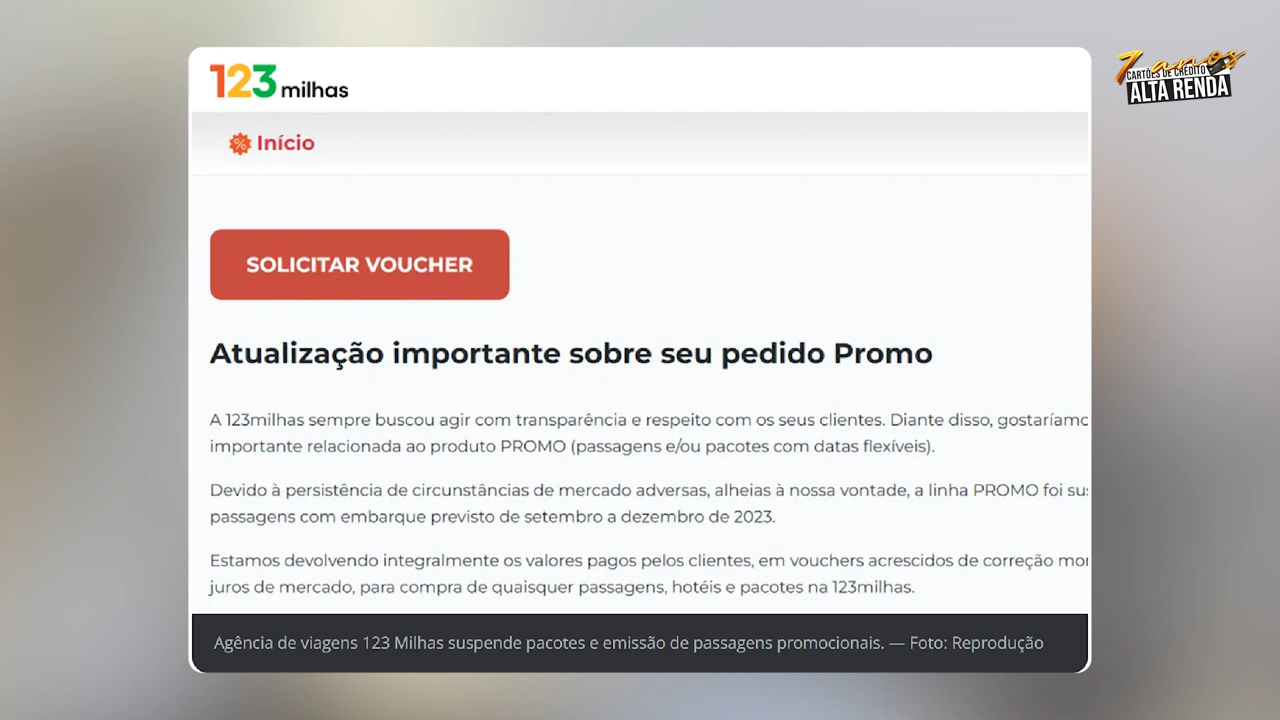 123 milhas
7 anos
CARTÕES DE CRÉDITO
ALTA RENDA
Início
SOLICITAR VOUCHER
Atualização importante sobre seu pedido Promo
A 123milhas sempre buscou agir com transparência e respeito com os seus clientes. Diante disso, gostaríamo
importante relacionada ao produto PROMO (passagens e/ou pacotes com datas flexíveis).
Devido à persistência de circunstâncias de mercado adversas, alheias à nossa vontade, a linha PROMO foi su
passagens com embarque previsto de setembro a dezembro de 2023.
Estamos devolvendo integralmente os valores pagos pelos clientes, em vouchers acrescidos de correção mo
juros de mercado, para compra de quaisquer passagens, hotéis e pacotes na 123milhas.
Agência de viagens 123 Milhas suspende pacotes e emissão de passagens promocionais. — Foto: Reprodução